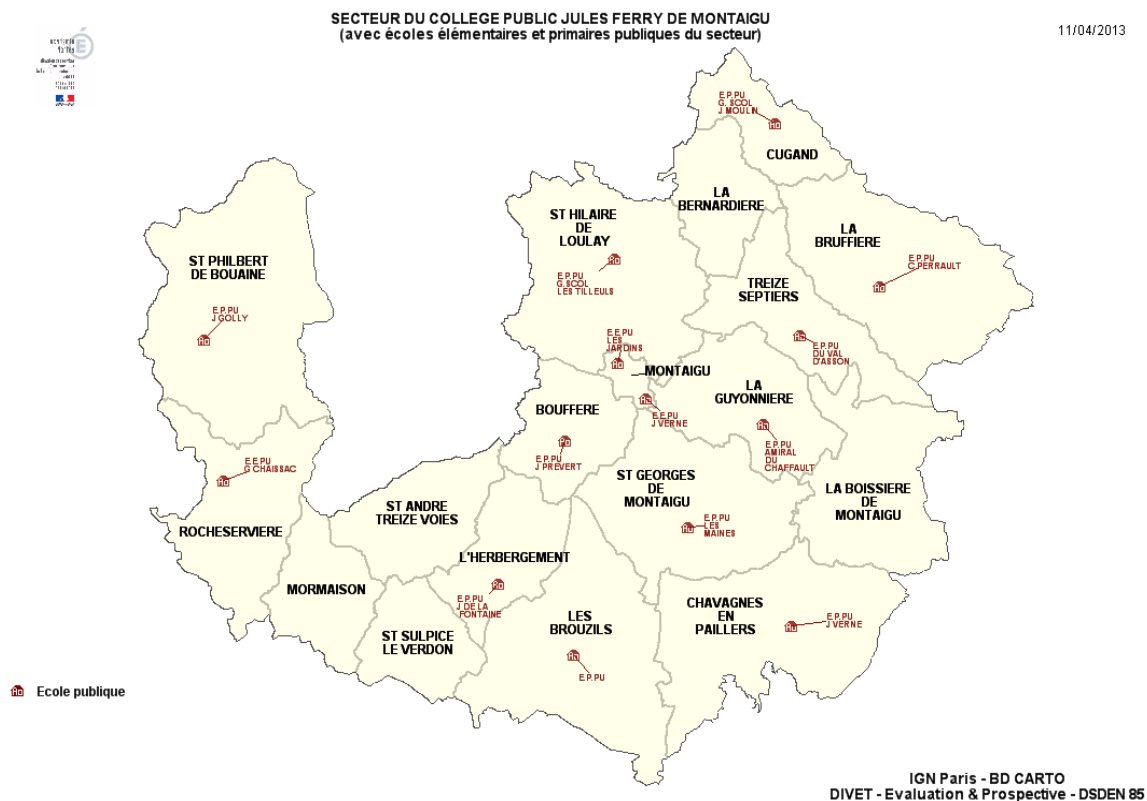 SECTEUR DU COLLEGE PUBLIC JULES FERRY DE MONTAIGU
(avec écoles élémentaires et primaires publiques du secteur)
11/04/2013
E.P.PU
G. SCOL
J MOULIN
CUGAND
LA
BERNARDIERE
ST HILAIRE
DE
LOULAY
E.P.PU
G.SCOL
LES TILLEULS
LA
BRUFFIERE
E.P.PU
C.PERRAULT
ST PHILBERT
DE BOUAINE
E.P.PU
J GOLLY
TREIZE
SEPTIERS
E.P.PU
DU VAL
D'ASSON
E.E.PU
LES
JARDINS
MONTAIGU
E.E.PU
J VERNE
LA
GUYONNIERE
E.P.PU
AMIRAL
DU
CHAFFAULT
BOUFFERE
E.P.PU
J PREVERT
E.E.PU
G CHAISSAC
ROCHESERVIERE
ST GEORGES
DE
MONTAIGU
E.P.PU
LES
MAINES
LA BOISSIERE
DE
MONTAIGU
ST ANDRE
TREIZE VOIES
L'HERBERGEMENT
E.P.PU
J DE LA
FONTAINE
MORMAISON
ST SULPICE
LE VERDON
LES
BROUZILS
E.P.PU
CHAVAGNES
EN
PAILLERS
E.P.PU
J VERNE
Ecole publique
IGN Paris - BD CARTO
DIVET - Evaluation & Prospective - DSDEN 85